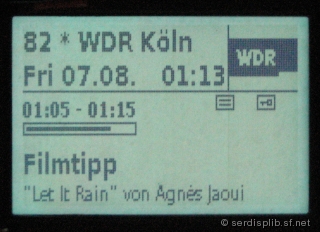 82 * WDR Köln
WDR
Fri 07.08. 01:13
01:05 - 01:15
Filmtipp
"Let It Rain" von Agnès Jaoui
© serdisplib.sf.net